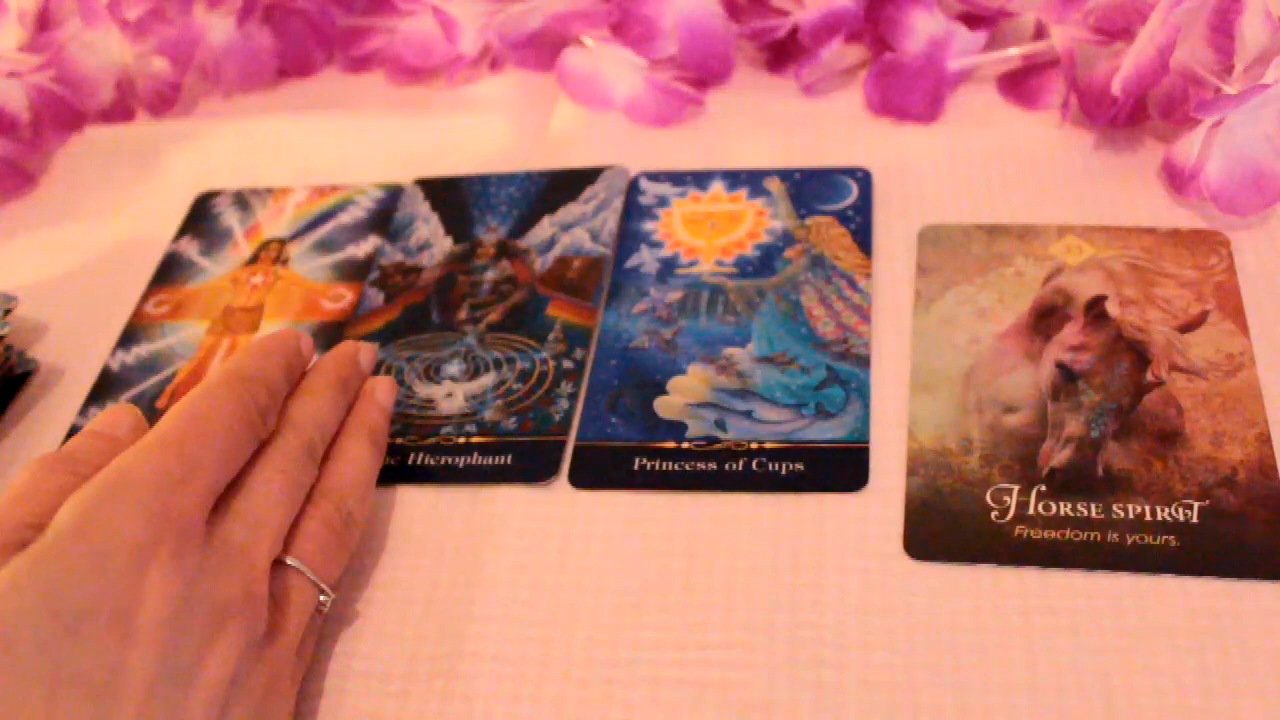 Hierophant
Princess of Cups
HORSE SPIRIT
Freedom is yours.